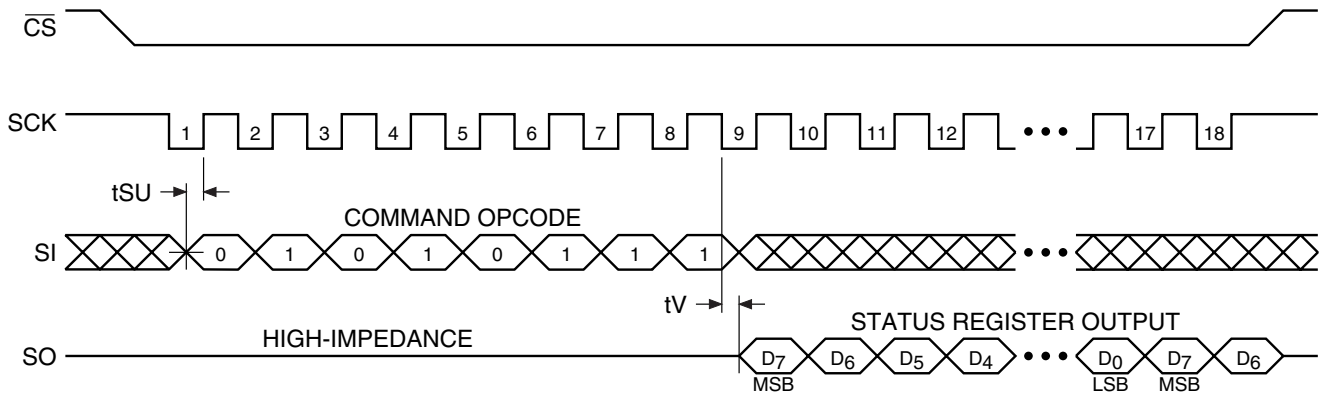 CS
SCK 1 2 3 4 5 6 7 8 9 10 11 12 • • • 17 18
tSU
COMMAND OPCODE
SI 0 1 0 1 0 1 1 1 • • •
tV
HIGH-IMPEDANCE STATUS REGISTER OUTPUT
SO D7 D6 D5 D4 • • • D0 D7 D6
MSB LSB MSB